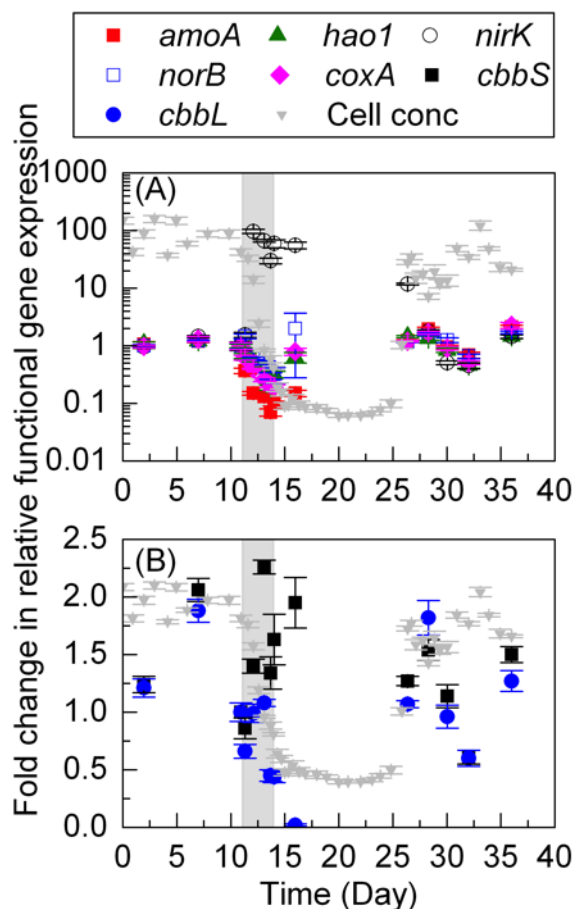 amoA hao1 nirK
norB coxA cbbS
cbbL Cell conc
Fold change in relative functional gene expression
(A)
1000
100
10
1
0.1
0.01
0 5 10 15 20 25 30 35 40
(B)
2.5
2.0
1.5
1.0
0.5
0.0
0 5 10 15 20 25 30 35 40
Time (Day)